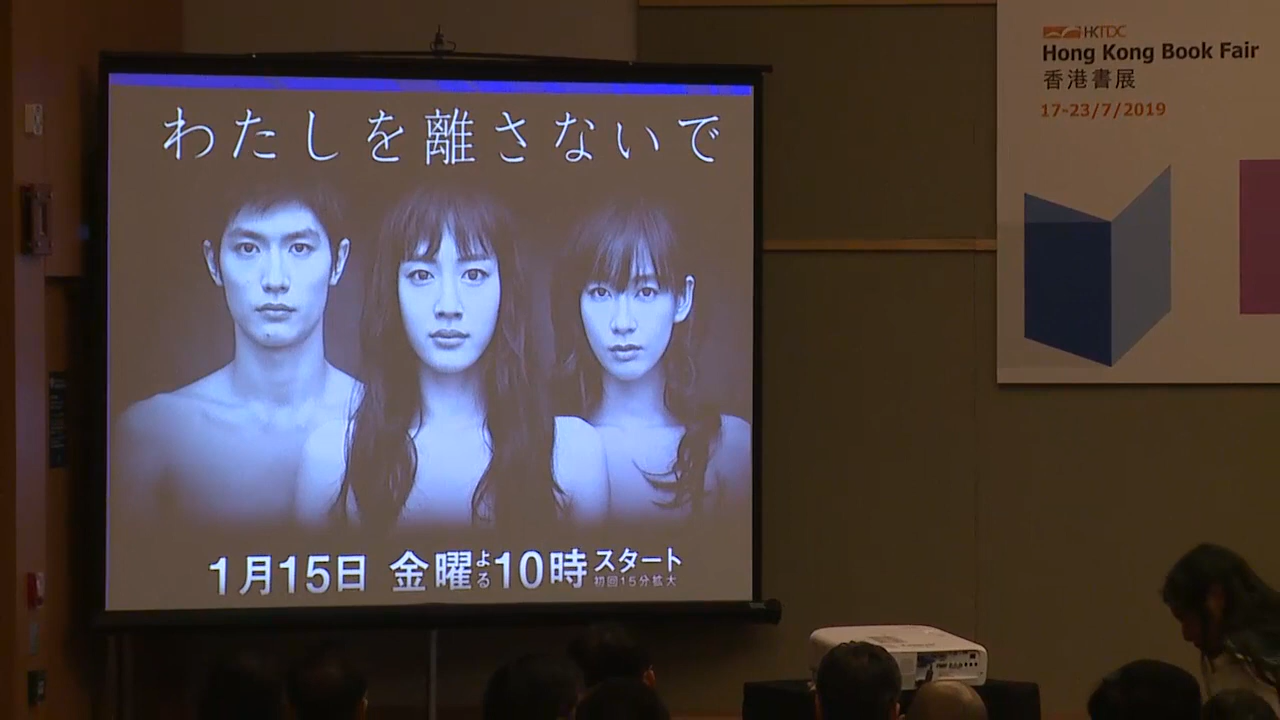 わたしを離さないで
1月15日 金曜よる10時スタート
初回15分拡大
HKTDC
Hong Kong Book Fair
香港書展
17-23/7/2019